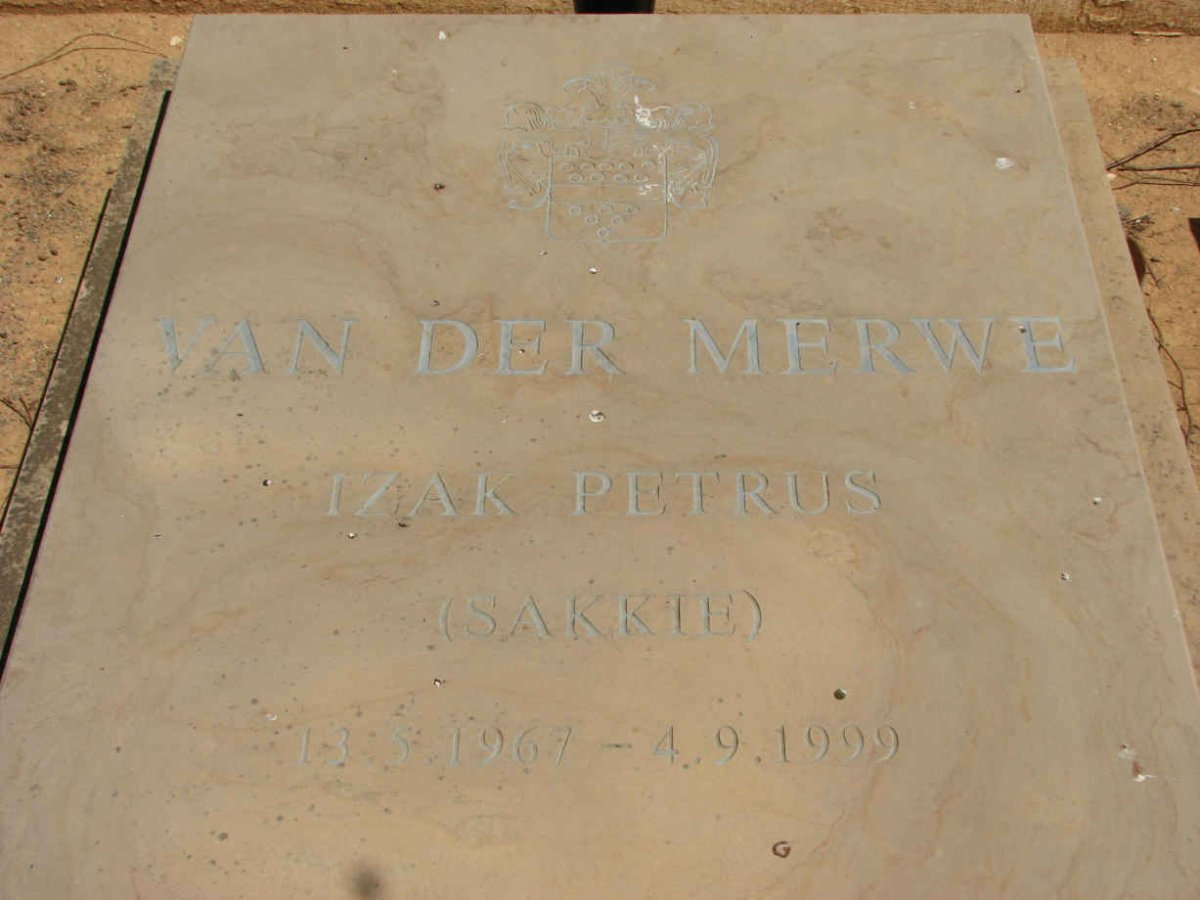 VAN DER MERWE
IZAK PETRUS
(SAKKIE)
13.5.1967 – 4.9.1999